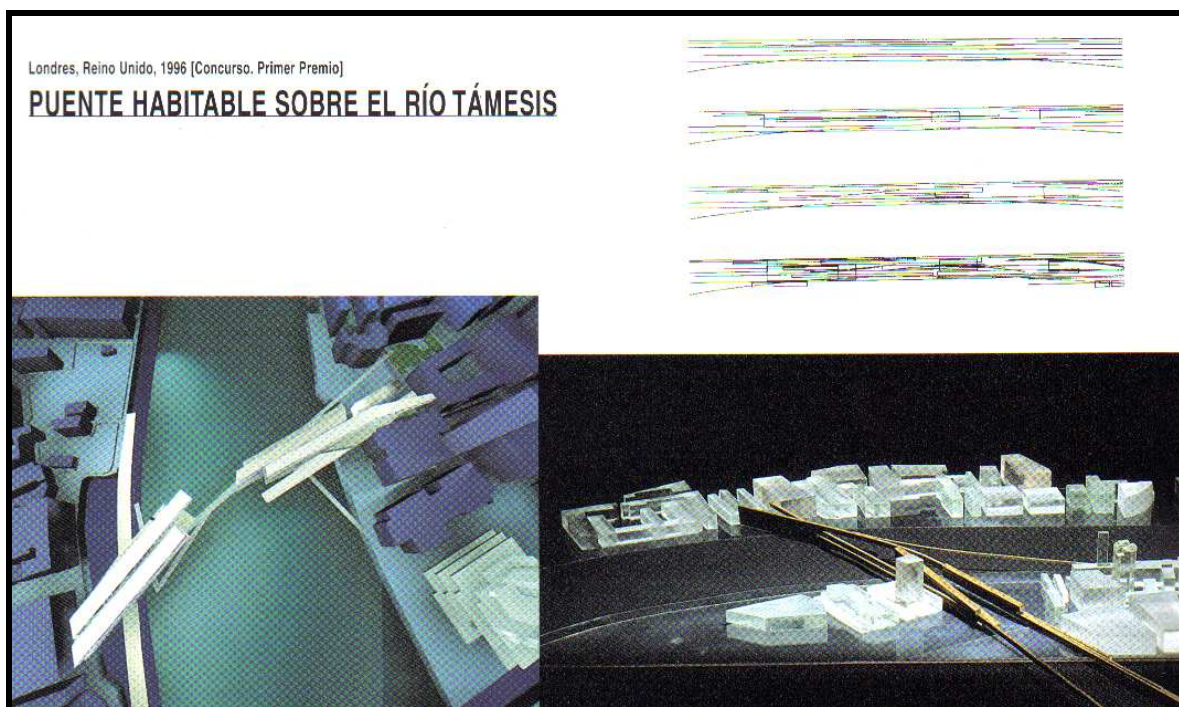 Londres, Reino Unido, 1996 [Concurso. Primer Premio]
PUENTE HABITABLE SOBRE EL RÍO TÁMESIS